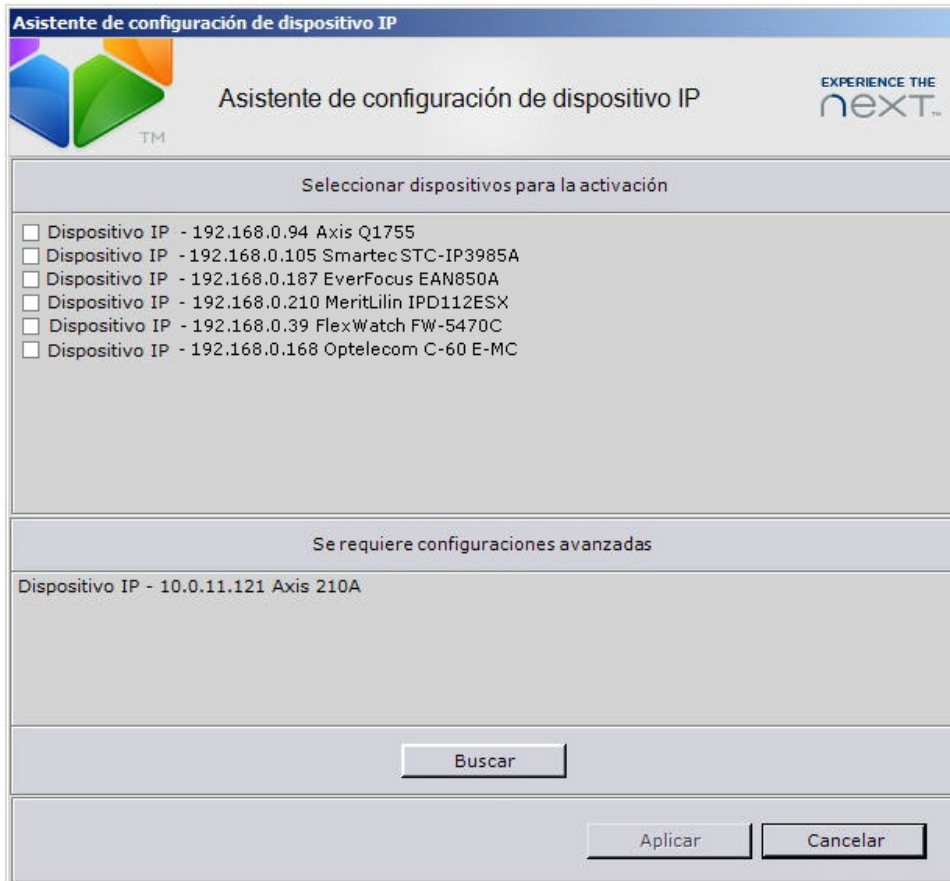 Asistente de configuración de dispositivo IP
TM
Asistente de configuración de dispositivo IP
EXPERIENCE THE
next™
Seleccionar dispositivos para la activación
Dispositivo IP - 192.168.0.94 Axis Q1755
Dispositivo IP -192.168.0.105 Smartec STC-IP3985A
Dispositivo IP - 192.168.0.187 EverFocus EAN850A
Dispositivo IP - 192.168.0.210 MeritLilin IPD112ESX
Dispositivo IP - 192.168.0.39 FlexWatch FW-5470C
Dispositivo IP - 192.168.0.168 Optelecom C-60 E-MC
Se requiere configuraciones avanzadas
Dispositivo IP - 10.0.11.121 Axis 210A
Buscar
Aplicar
Cancelar